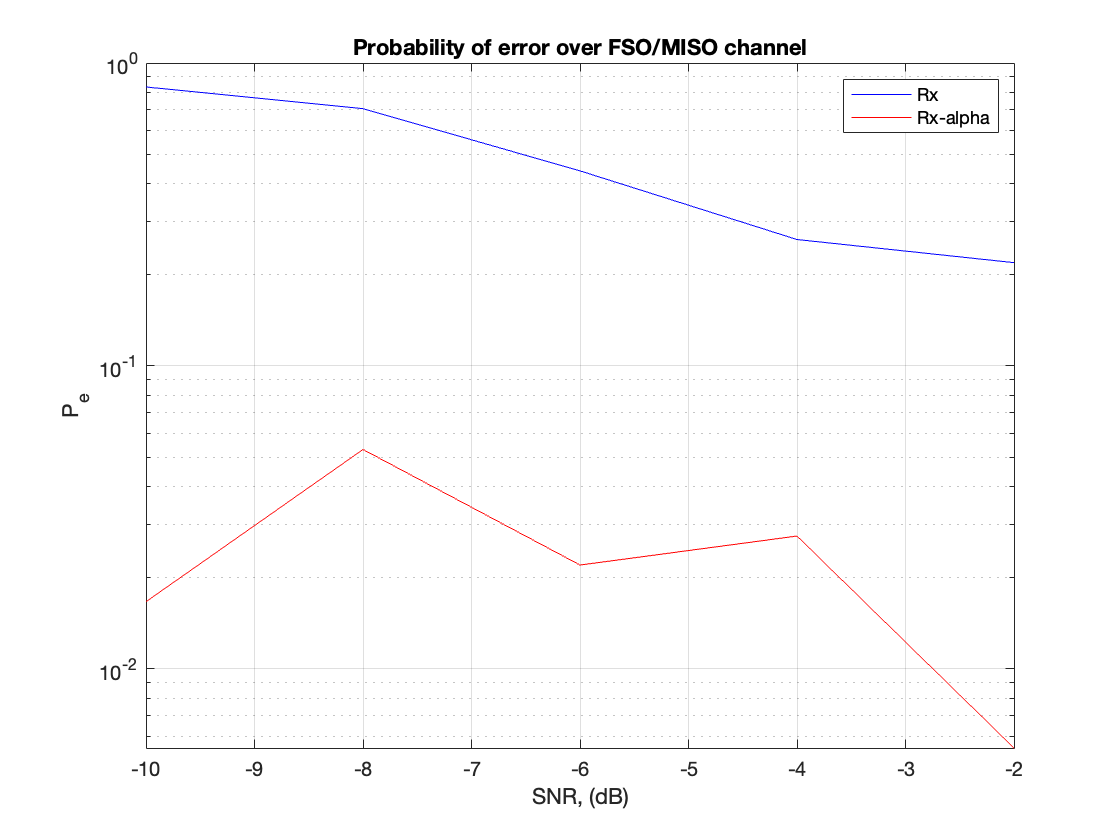 Probability of error over FSO/MISO channel
10^0
10^-1
10^-2
P_e
Rx
Rx-alpha
-10 -9 -8 -7 -6 -5 -4 -3 -2
SNR, (dB)